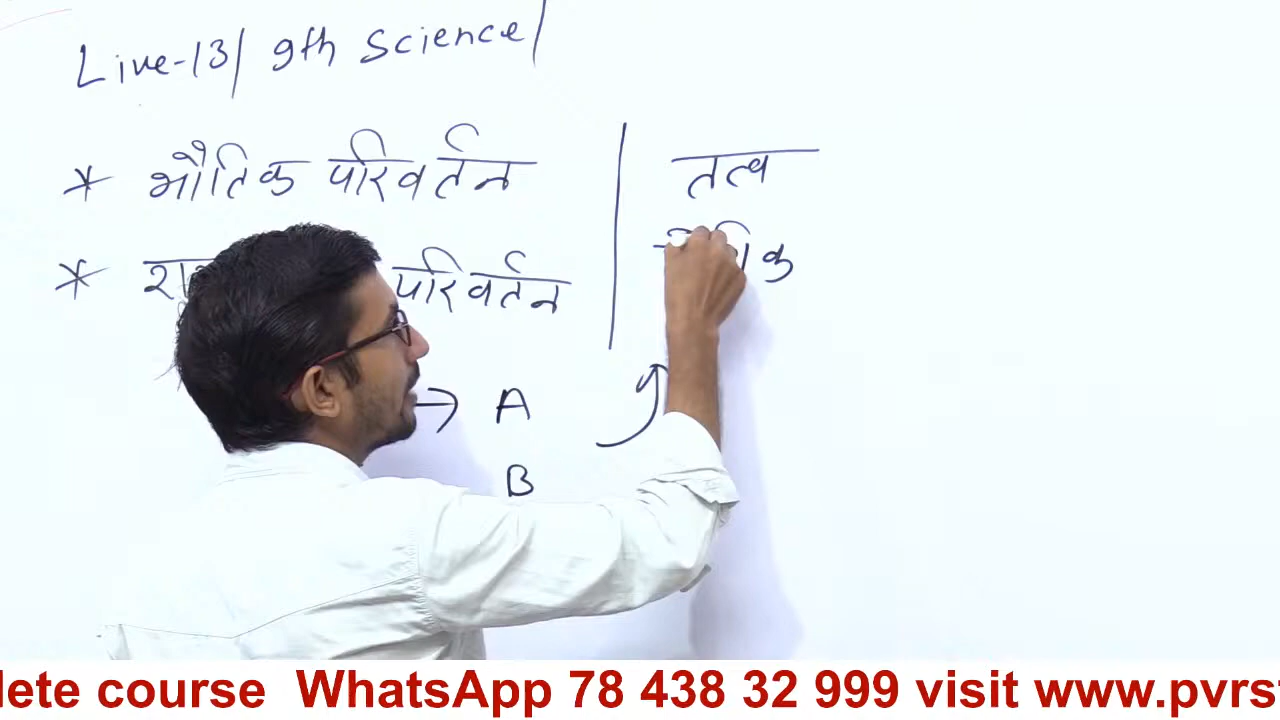 Live-13/ 9th Science/
* भौतिक परिवर्तन
तत्व
* परिवर्तन
→ A
B
lete course WhatsApp 78 438 32 999 visit www.pvrs